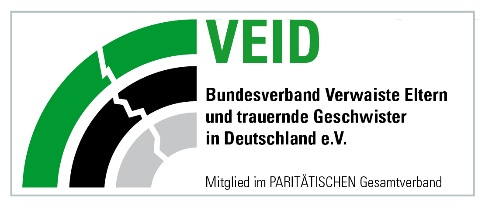 VEID
Bundesverband Verwaiste Eltern
und trauernde Geschwister
in Deutschland e.V.
Mitglied im PARITÄTISCHEN Gesamtverband